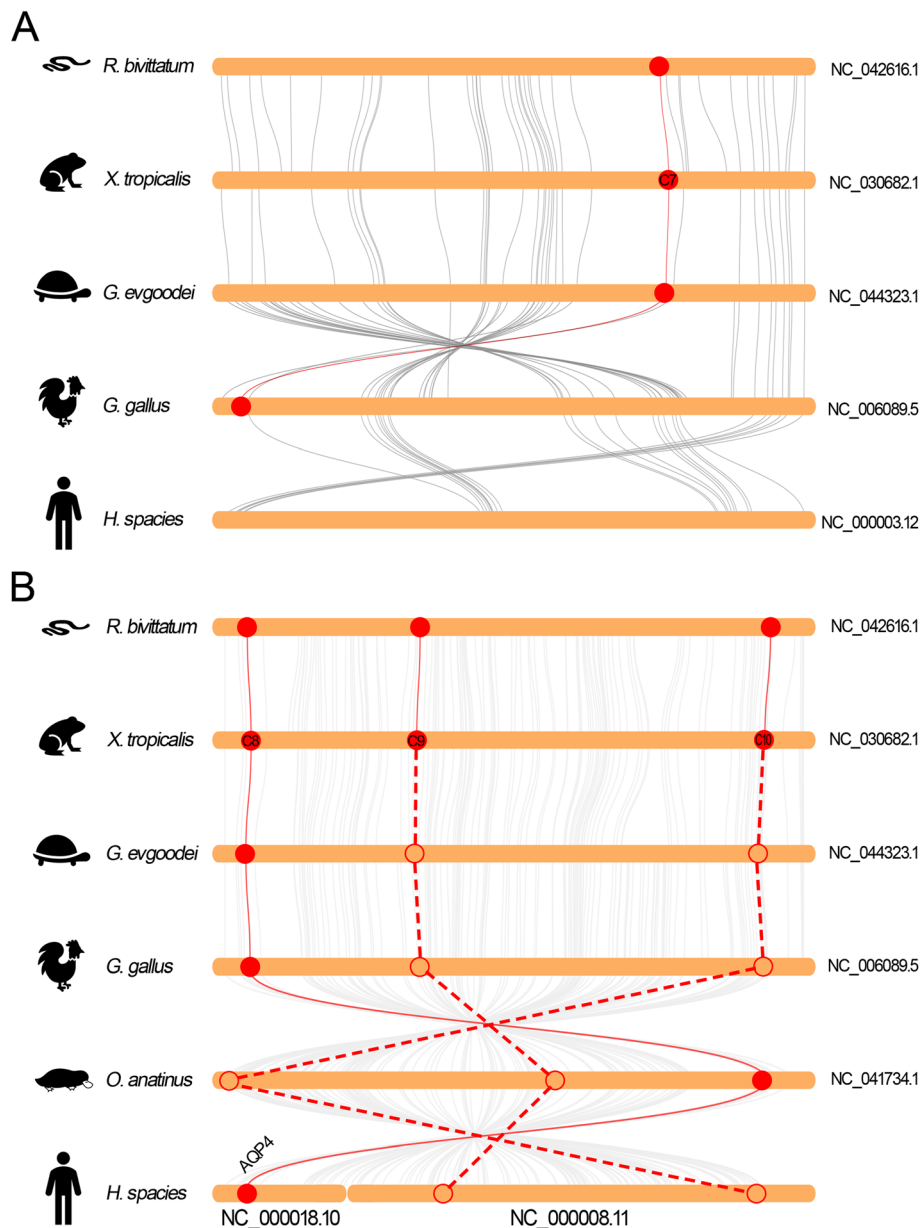 A
R. bivittatum NC_042616.1
X. tropicalis C7 NC_030682.1
G. evgoodei NC_044323.1
G. gallus NC_006089.5
H. spacies NC_000003.12
B
R. bivittatum NC_042616.1
X. tropicalis C8 C9 C10 NC_030682.1
G. evgoodei NC_044323.1
G. gallus NC_006089.5
O. anatinus NC_041734.1
AQP4
H. spacies
NC_000018.10 NC_000008.11